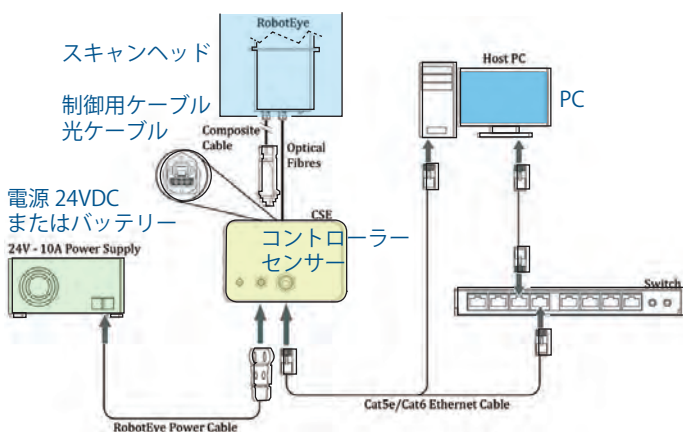 RobotEye
スキャンヘッド
Host PC
PC
制御用ケーブル
光ケーブル
Composite
Cable
Optical
Fibres
電源 24VDC
またはバッテリー
CSE
コントローラー
センサー
24V - 10A Power Supply
Switch
Cat5e/Cat6 Ethernet Cable
RobotEye Power Cable